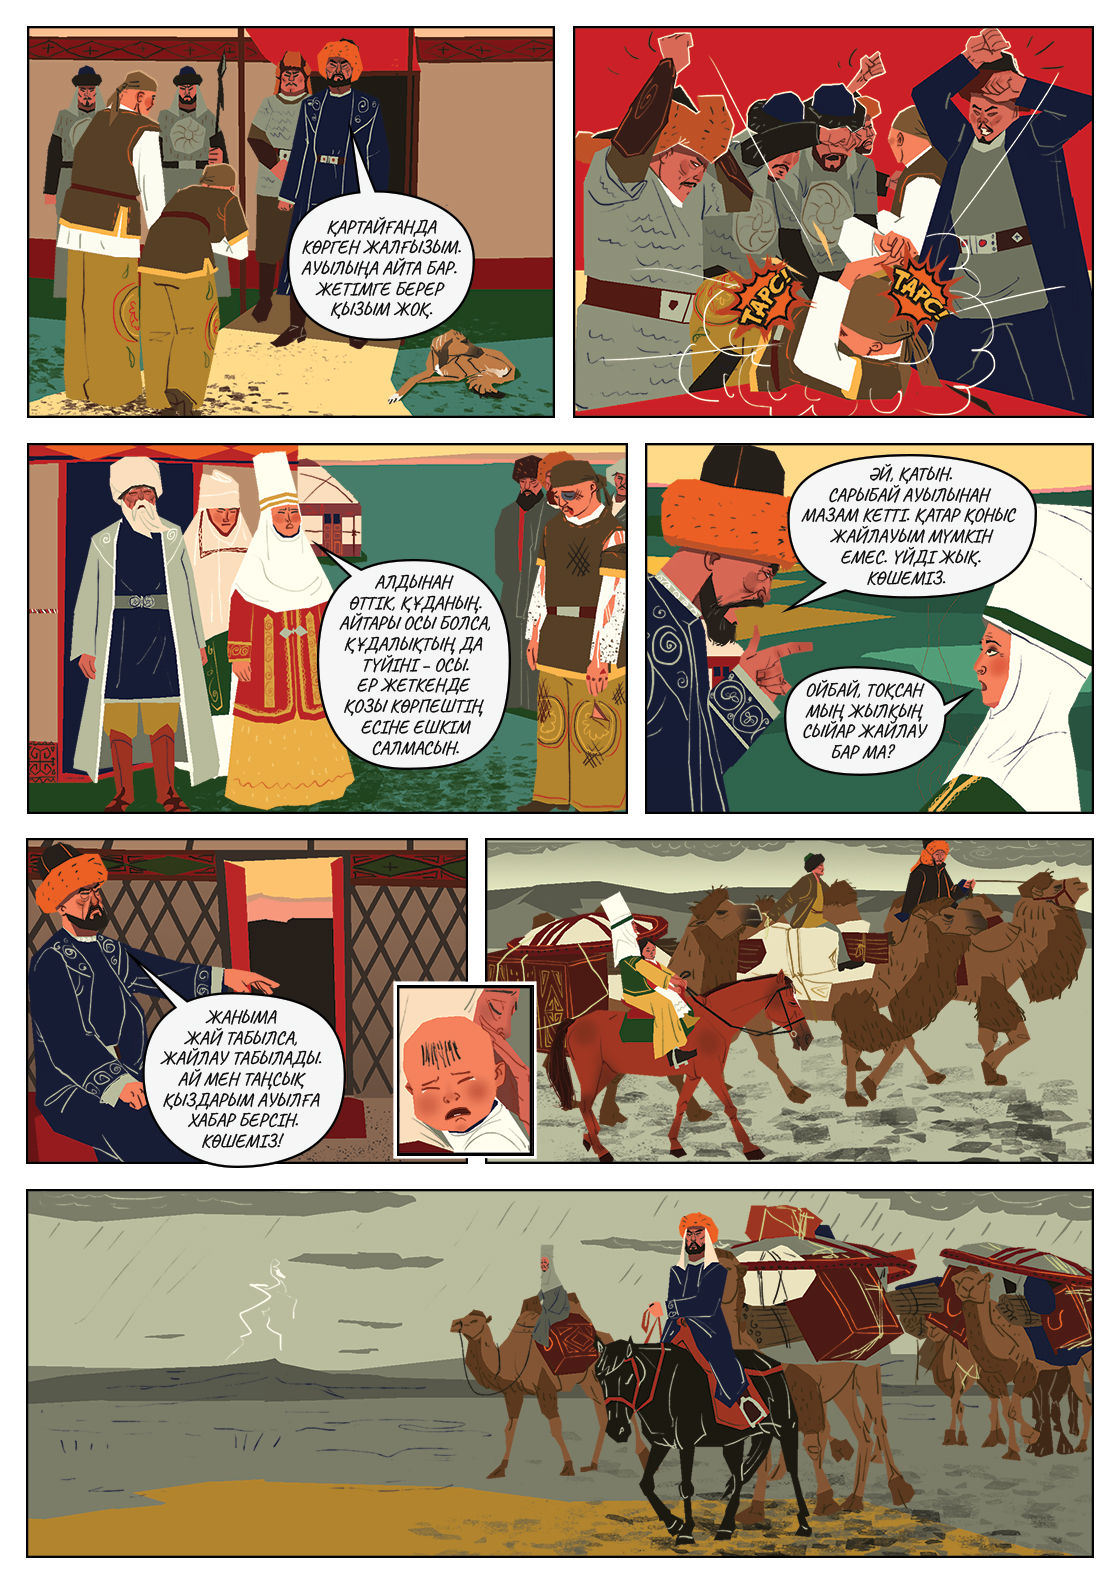 ҚАРТАЙҒАНДА
КӨРГЕН ЖАЛҒЫЗЫМ.
АУЫЛЫҢА АЙТА БАР.
ЖЕТІМГЕ БЕРЕР
ҚЫЗЫМ ЖОҚ.
ТАРС!
ТАРС!
АЛДЫНАН
ӨТТІК, ҚҰДАНЫҢ.
АЙТАРЫ ОСЫ БОЛСА,
ҚҰДАЛЫҚТЫҢ ДА
ТҮЙІНІ – ОСЫ.
ЕР ЖЕТКЕНДЕ
ҚОЗЫ КӨРПЕШТІҢ
ЕСІНЕ ЕШКІМ
САЛМАСЫН.
ӘЙ, ҚАТЫН.
САРЫБАЙ АУЫЛЫНАН
МАЗАМ КЕТТІ. ҚАТАР ҚОНЫС
ЖАЙЛАУЫМ МҮМКІН
ЕМЕС. ҮЙДІ ЖЫҚ.
КӨШЕМІЗ.
ОЙБАЙ, ТОҚСАН
МЫҢ ЖЫЛҚЫҢ
СЫЙАР ЖАЙЛАУ
БАР МА?
ЖАНЫМА
ЖАЙ ТАБЫЛСА,
ЖАЙЛАУ ТАБЫЛАДЫ.
АЙ МЕН ТАҢСЫҚ
ҚЫЗДАРЫМ АУЫЛҒА
ХАБАР БЕРСІН.
КӨШЕМІЗ!